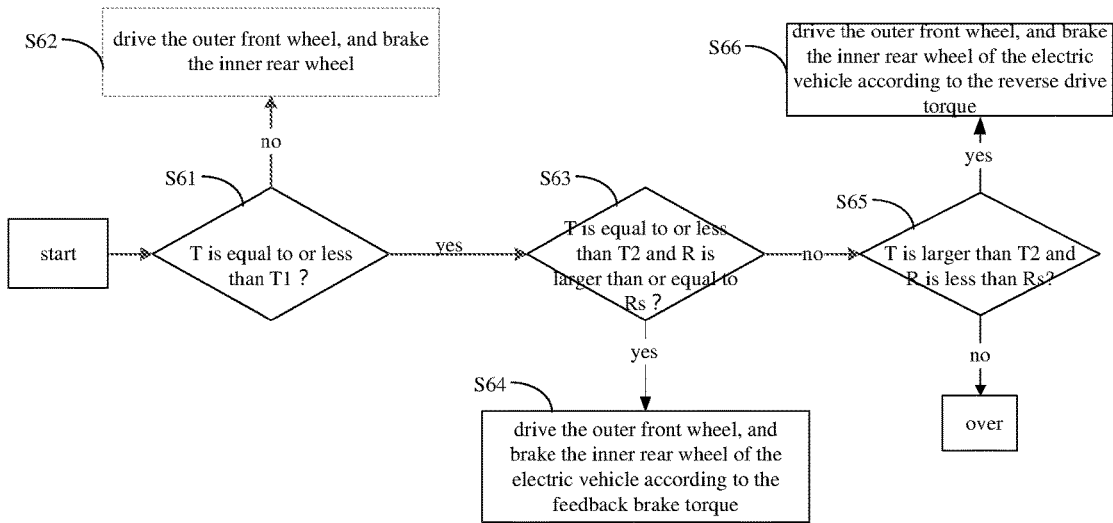 start
S61
T is equal to or less
than T1 ?
no
S62
drive the outer front wheel, and brake
the inner rear wheel
yes
S63
T is equal to or less
than T2 and R is
larger than or equal to
Rs ?
yes
S64
drive the outer front wheel, and
brake the inner rear wheel of the
electric vehicle according to the
feedback brake torque
no
S65
T is larger than T2 and
R is less than Rs?
yes
S66
drive the outer front wheel, and brake
the inner rear wheel of the electric
vehicle according to the reverse drive
torque
no
over